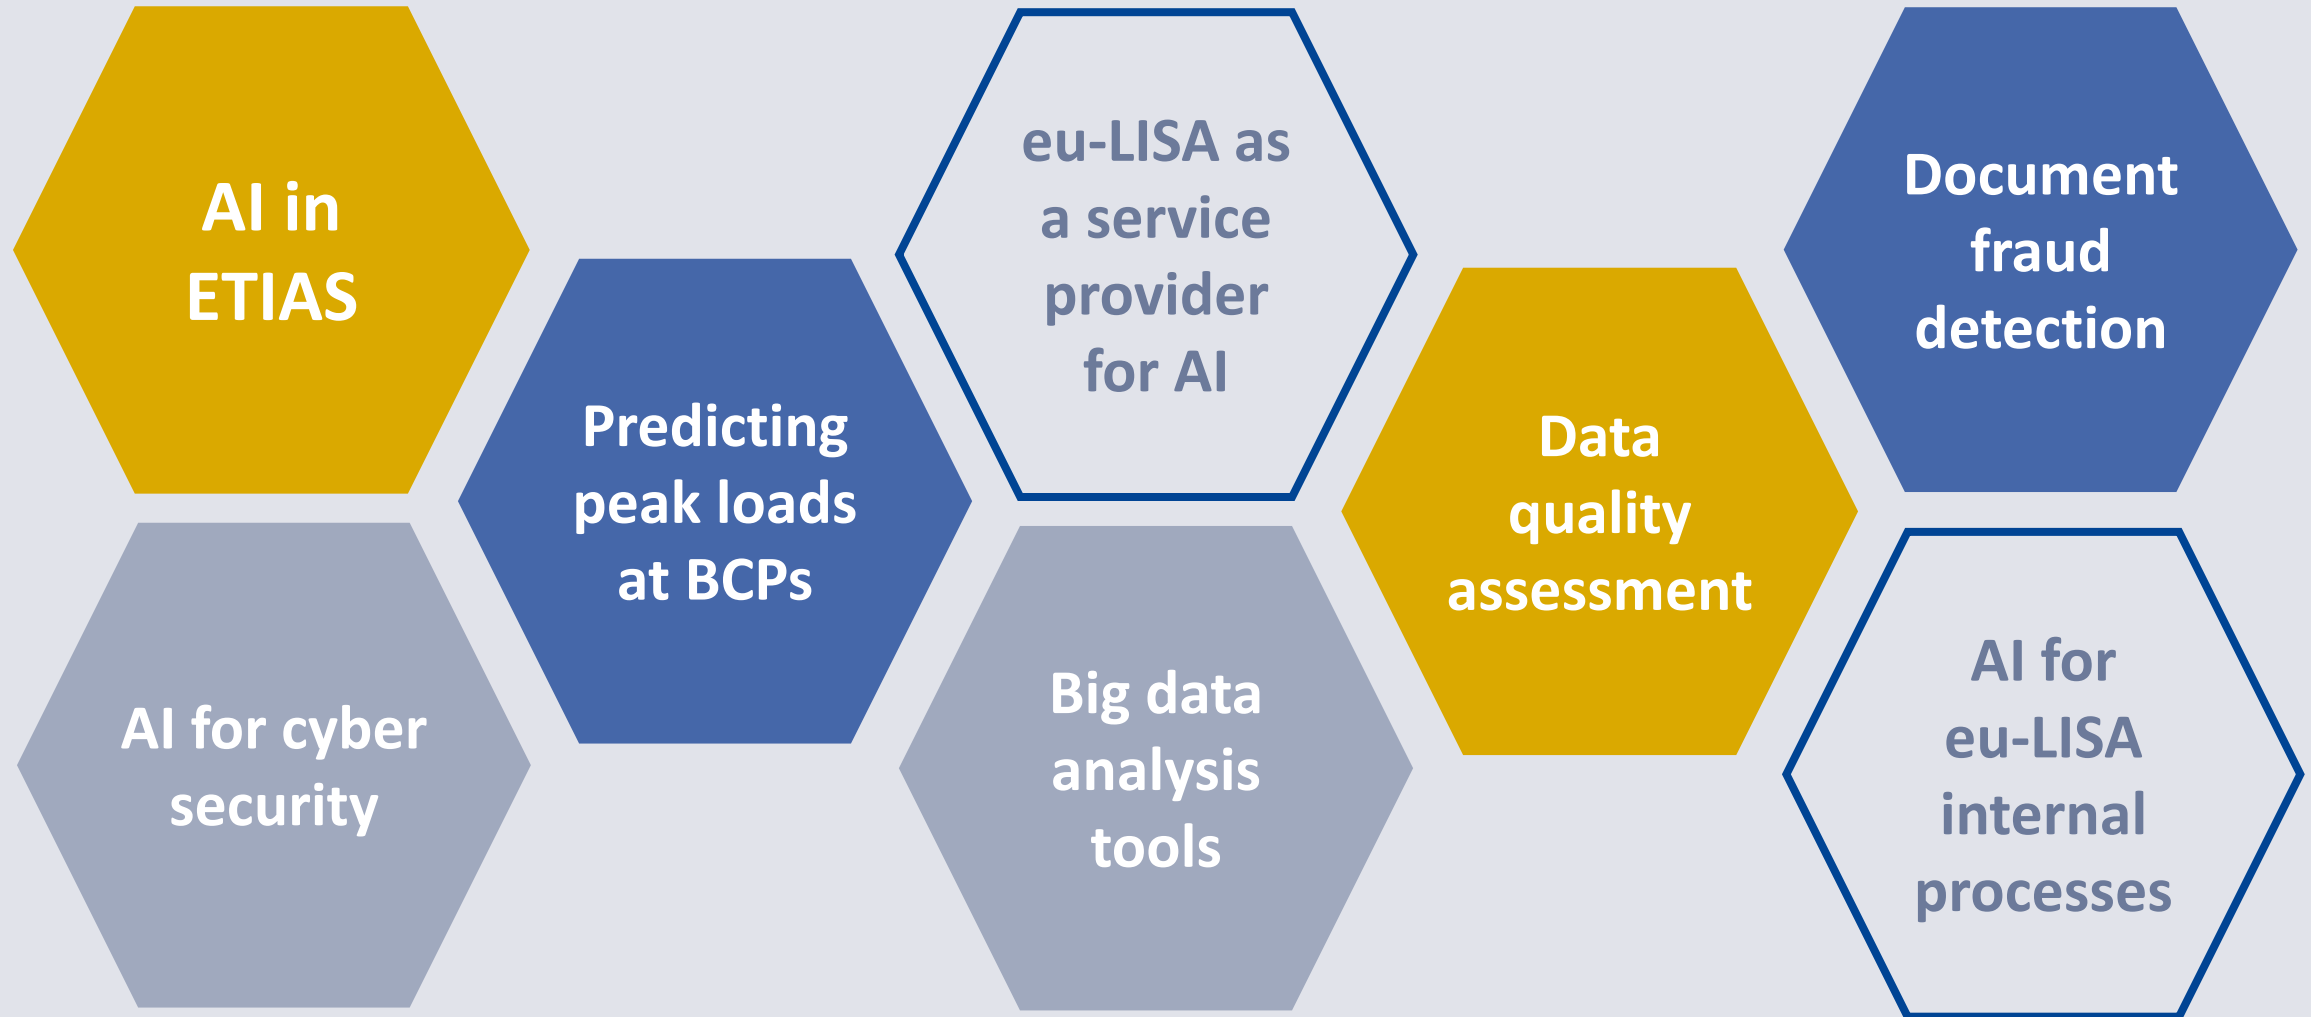 AI in
ETIAS
AI for cyber
security
Predicting
peak loads
at BCPs
eu-LISA as
a service
provider
for AI
Big data
analysis
tools
Data
quality
assessment
Document
fraud
detection
AI for
eu-LISA
internal
processes